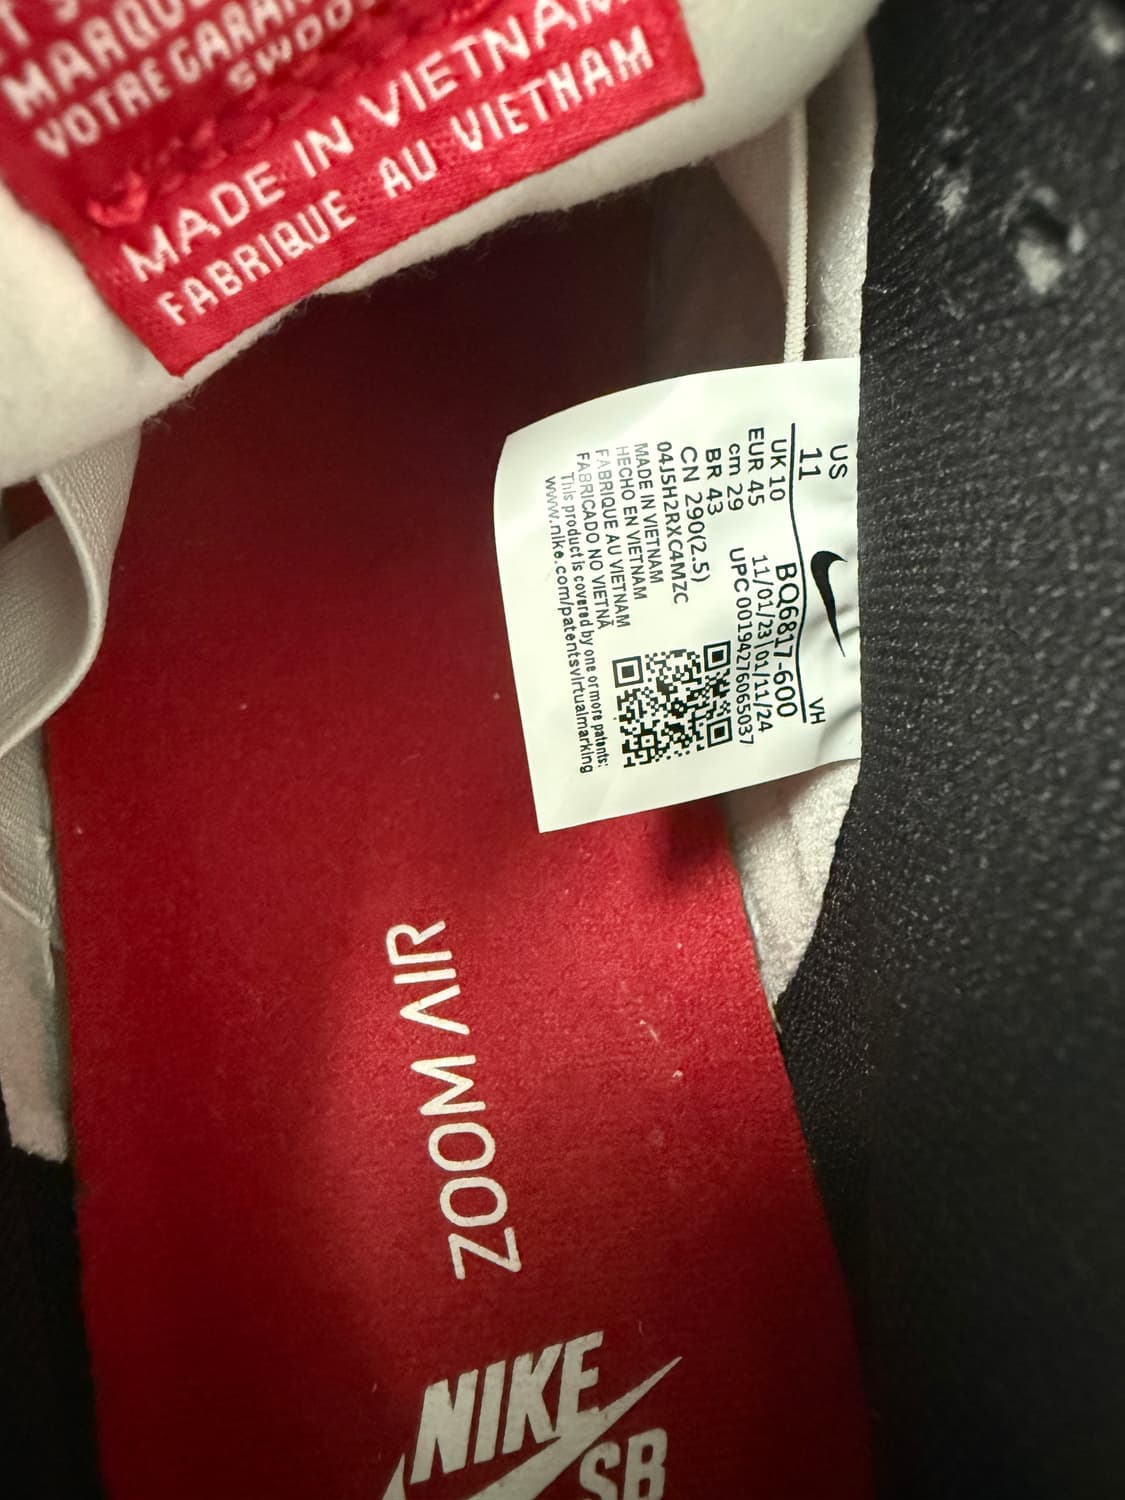 MARQUE
VOTRE GARAN
MADE IN VIETNAM
FABRIQUE AU VIETNAM
US
11
VH
UK 10
BQ6817-600
EUR 45
11/01/23|01/11/24
cm 29
UPC 00194276065037
BR 43
CN 290(2.5)
04J5H2RXC4MZC
MADE IN VIETNAM
HECHO EN VIETNAM
FABRIQUE AU VIETNAM
FABRICADO NO VIETNÃ
This product is covered by one or more patents:
www.nike.com/patentsvirtualmarking
ZOOM AIR
NIKE
SB